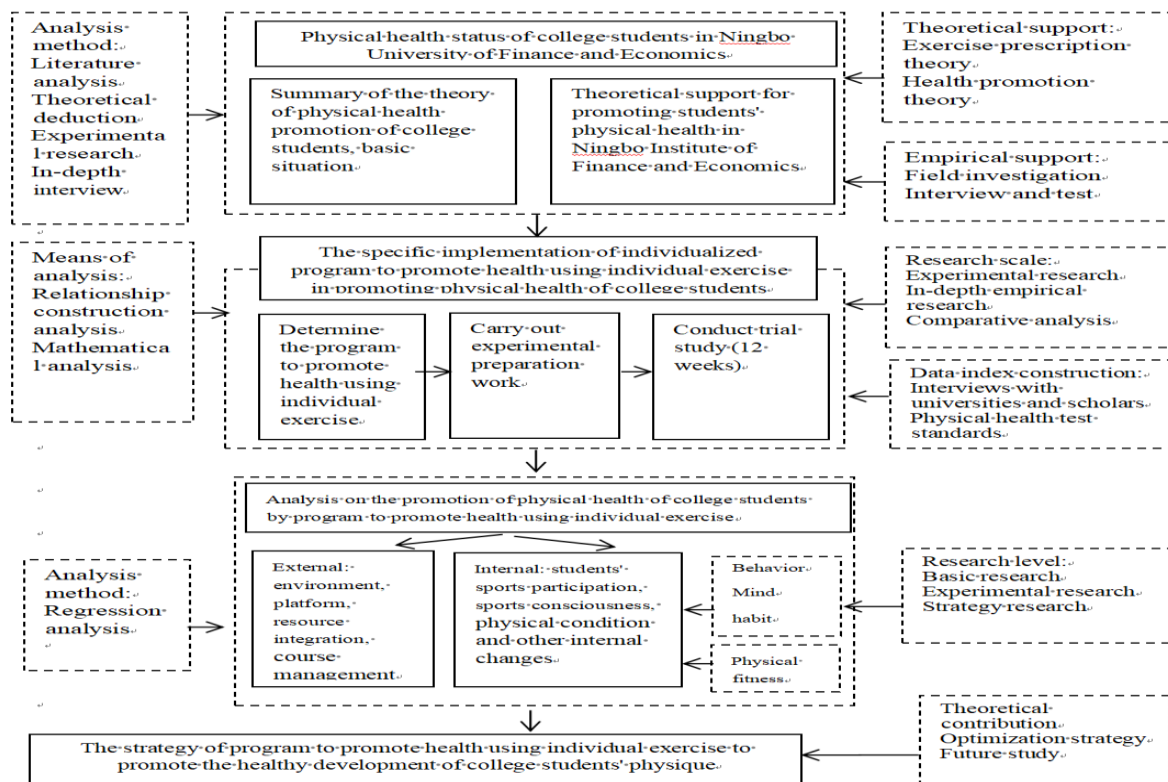 Analysis
method:
Literature
analysis
Theoretical
deduction
Experimenta
l research
In-depth
interview
Physical health status of college students in Ningbo
University of Finance and Economics
Summary of the theory
of physical health
promotion of college
students, basic
situation
Theoretical support for
promoting students'
physical health in
Ningbo Institute of
Finance and Economics
Theoretical support:
Exercise prescription
theory
Health promotion
theory
Empirical support:
Field investigation
Interview and test
Means of
analysis:
Relationship
construction
analysis
Mathematica
l analysis
The specific implementation of individualized
program to promote health using individual exercise
in promoting physical health of college students
Determine
the program
to promote
health using
individual
exercise
Carry out
experimental
preparation
work
Conduct trial
study (12
weeks)
Research scale:
Experimental research
In-depth empirical
research
Comparative analysis
Data index construction:
Interviews with
universities and scholars
Physical health test
standards
Analysis on the promotion of physical health of college students
by program to promote health using individual exercise
Analysis
method:
Regression
analysis
External:
environment,
platform,
resource
integration,
course
management
Internal: students'
sports participation,
sports consciousness,
physical condition
and other internal
changes
Behavior
Mind
habit
Physical
fitness
Research level:
Basic research
Experimental research
Strategy research
The strategy of program to promote health using individual exercise to
promote the healthy development of college students' physique
Theoretical
contribution
Optimization strategy
Future study